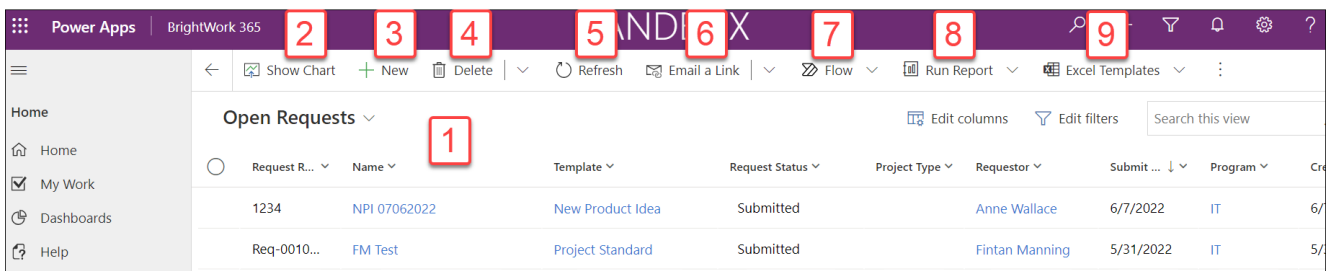 Power Apps BrightWork 365 ANDB X
2 3 4 5 6 7 8 9
Show Chart New Delete Refresh Email a Link Flow Run Report Excel Templates
Home
Open Requests 1 Edit columns Edit filters Search this view
Home
Request R... Name Template Request Status Project Type Requestor Submit ... ↓ Program Cre
My Work
1234 NPI 07062022 New Product Idea Submitted Anne Wallace 6/7/2022 IT 6/
Dashboards
Req-0010... FM Test Project Standard Submitted Fintan Manning 5/31/2022 IT 5/
Help